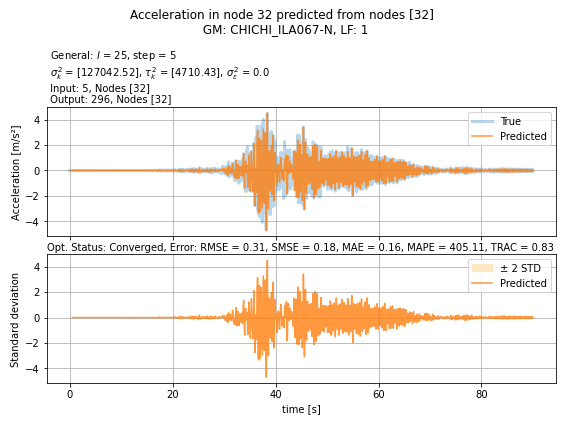 Acceleration in node 32 predicted from nodes [32]
GM: CHICHI_ILA067-N, LF: 1
General: l = 25, step = 5
σ²ₖ = [127042.52], τ²ₖ = [4710.43], σ²ε = 0.0
Input: 5, Nodes [32]
Output: 296, Nodes [32]
True
Predicted
4
2
0
−2
−4
Acceleration [m/s²]
Opt. Status: Converged, Error: RMSE = 0.31, SMSE = 0.18, MAE = 0.16, MAPE = 405.11, TRAC = 0.83
± 2 STD
Predicted
4
2
0
−2
−4
Standard deviation
0 20 40 60 80
time [s]